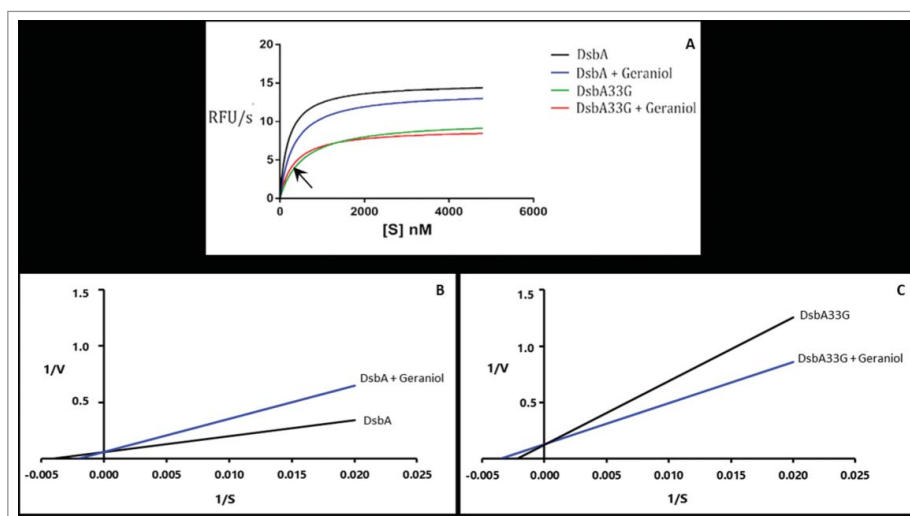 A
20
15
10
5
0
RFU/s
0 2000 4000 6000
[S] nM
DsbA
DsbA + Geraniol
DsbA33G
DsbA33G + Geraniol
B
1.5
1.0
0.5
1/V
DsbA + Geraniol
DsbA
-0.005 0.000 0.005 0.010 0.015 0.020 0.025
1/S
C
1.5
1.0
0.5
1/V
DsbA33G
DsbA33G + Geraniol
-0.005 0.000 0.005 0.010 0.015 0.020 0.025
1/S